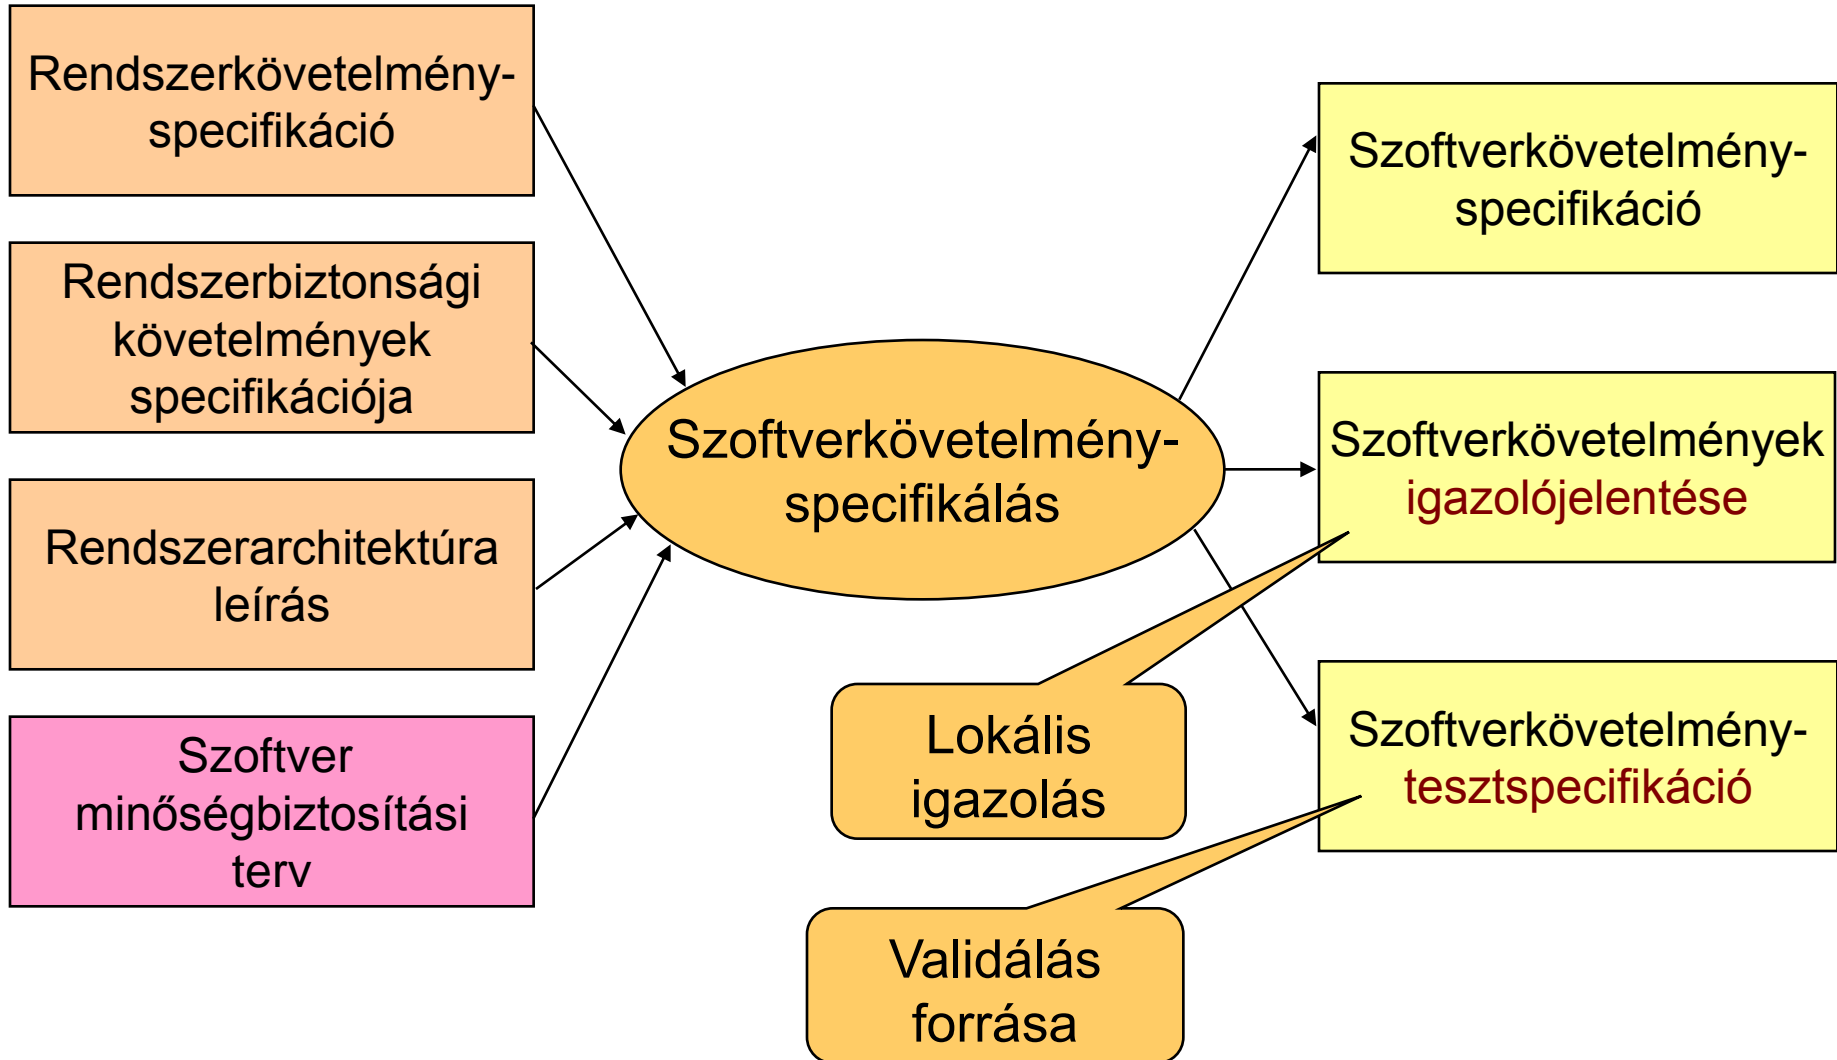 Rendszerkövetelmény-
specifikáció
Rendszerbiztonsági
követelmények
specifikációja
Rendszerarchitektúra
leírás
Szoftver
minőségbiztosítási
terv
Szoftverkövetelmény-
specifikálás
Szoftverkövetelmény-
specifikáció
Szoftverkövetelmények
igazolójelentése
Szoftverkövetelmény-
tesztspecifikáció
Lokális
igazolás
Validálás
forrása